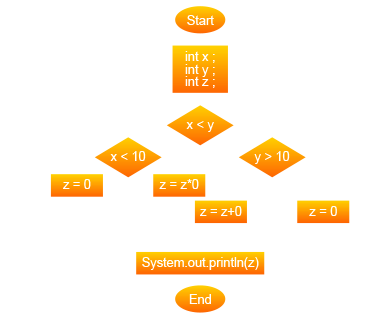 Start
int x ;
int y ;
int z ;
x < y
x < 10
y > 10
z = 0
z = z*0
z = z+0
z = 0
System.out.println(z)
End